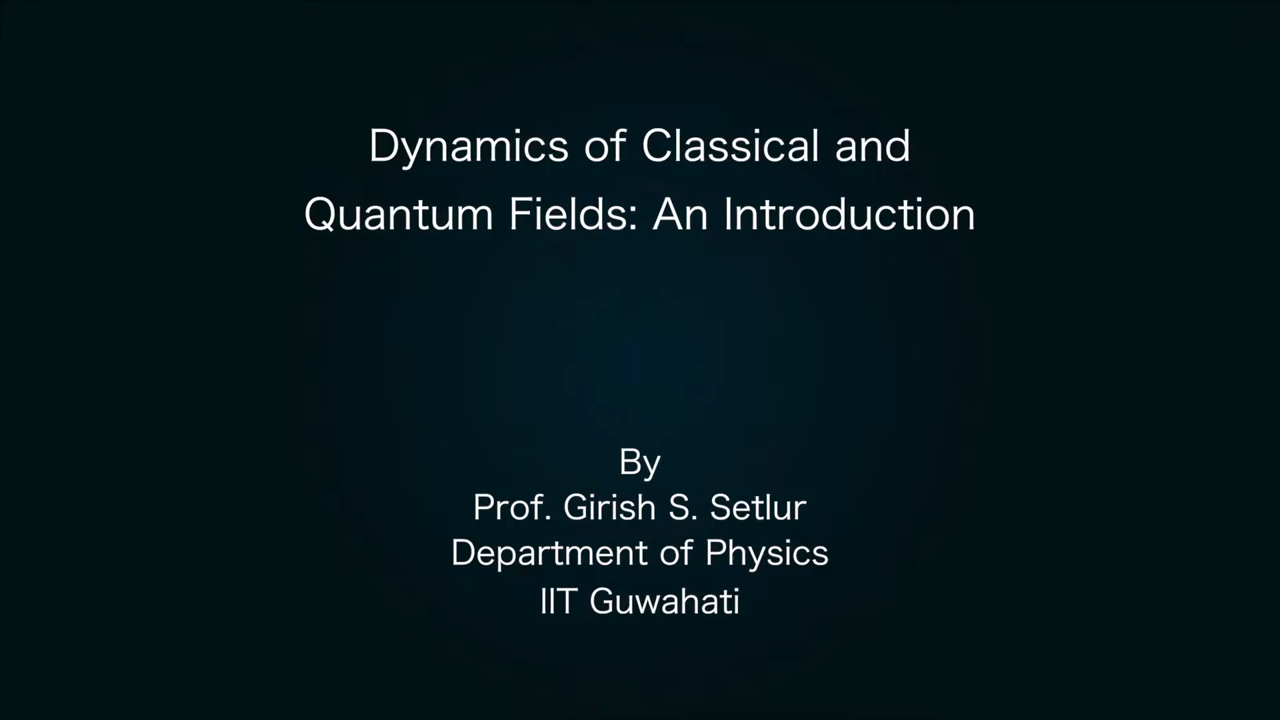 Dynamics of Classical and
Quantum Fields: An Introduction
By
Prof. Girish S. Setlur
Department of Physics
IIT Guwahati